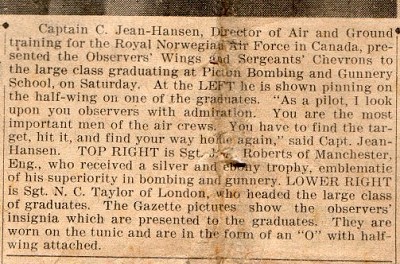 Captain C. Jean-Hansen, Director of Air and Ground
training for the Royal Norwegian Air Force in Canada, pre-
sented the Observers' Wings and Sergeants' Chevrons to
the large class graduating at Picton Bombing and Gunnery
School, on Saturday. At the LEFT he is shown pinning on
the half-wing on one of the graduates. "As a pilot, I look
upon you observers with admiration. You are the most
important men of the air crews. You have to find the tar-
get, hit it, and find your way home again," said Capt. Jean-
Hansen. TOP RIGHT is Sgt. Roberts of Manchester,
Eng., who received a silver and ebony trophy, emblematic
of his superiority in bombing and gunnery. LOWER RIGHT
is Sgt. N. C. Taylor of London, who headed the large class
of graduates. The Gazette pictures show the observers'
insignia which are presented to the graduates. They are
worn on the tunic and are in the form of an "O" with half-
wing attached.